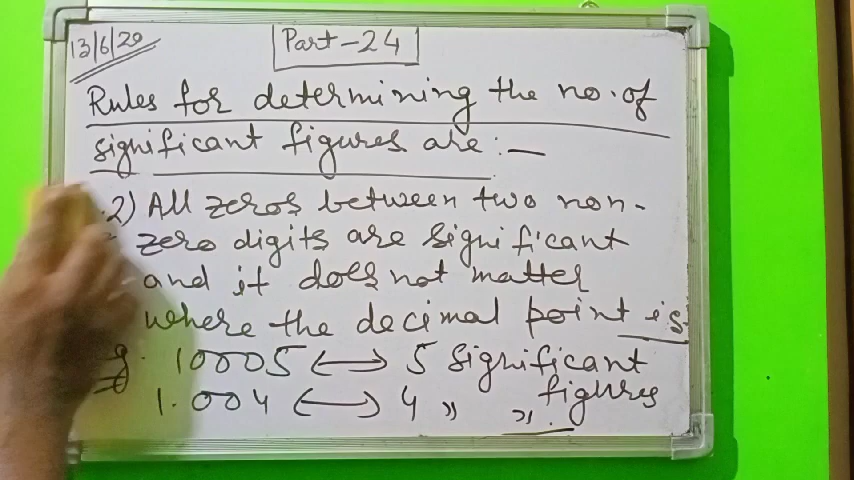 13/6/20
Part-24
Rules for determining the no. of
significant figures are:-
2) All zeros between two non-
zero digits are significant
and it does not matter
where the decimal point is.
g. 10005 ↔ 5 significant
1.004 ↔ 4 " " figures